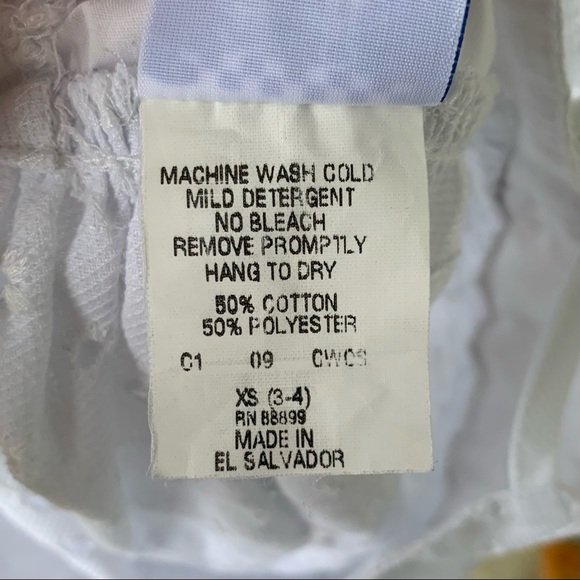 MACHINE WASH COLD
MILD DETERGENT
NO BLEACH
REMOVE PROMPTLY
HANG TO DRY
50% COTTON
50% POLYESTER
01 09 CWCS
XS (3-4)
RN 88899
MADE IN
EL SALVADOR